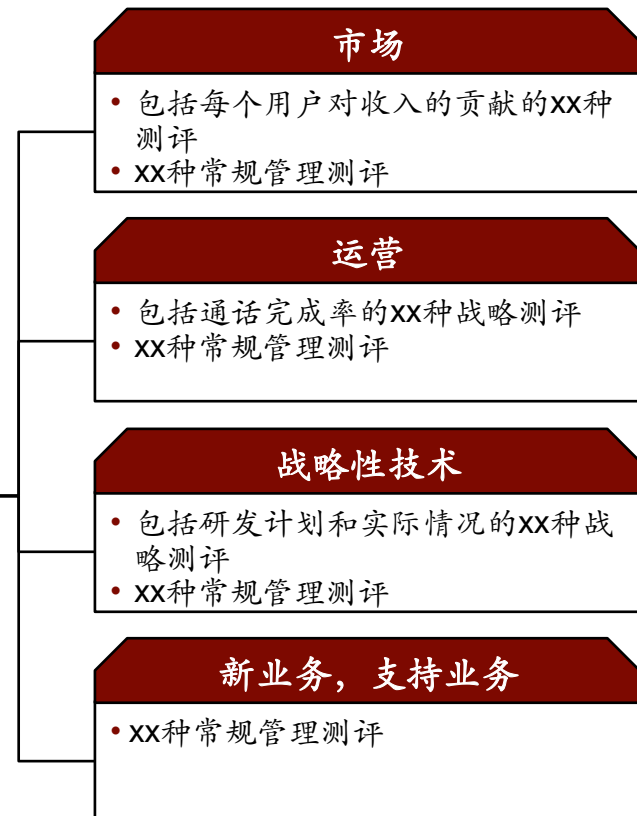 市场
• 包括每个用户对收入的贡献的xx种
测评
• xx种常规管理测评
运营
• 包括通话完成率的xx种战略测评
• xx种常规管理测评
战略性技术
• 包括研发计划和实际情况的xx种战
略测评
• xx种常规管理测评
新业务，支持业务
• xx种常规管理测评